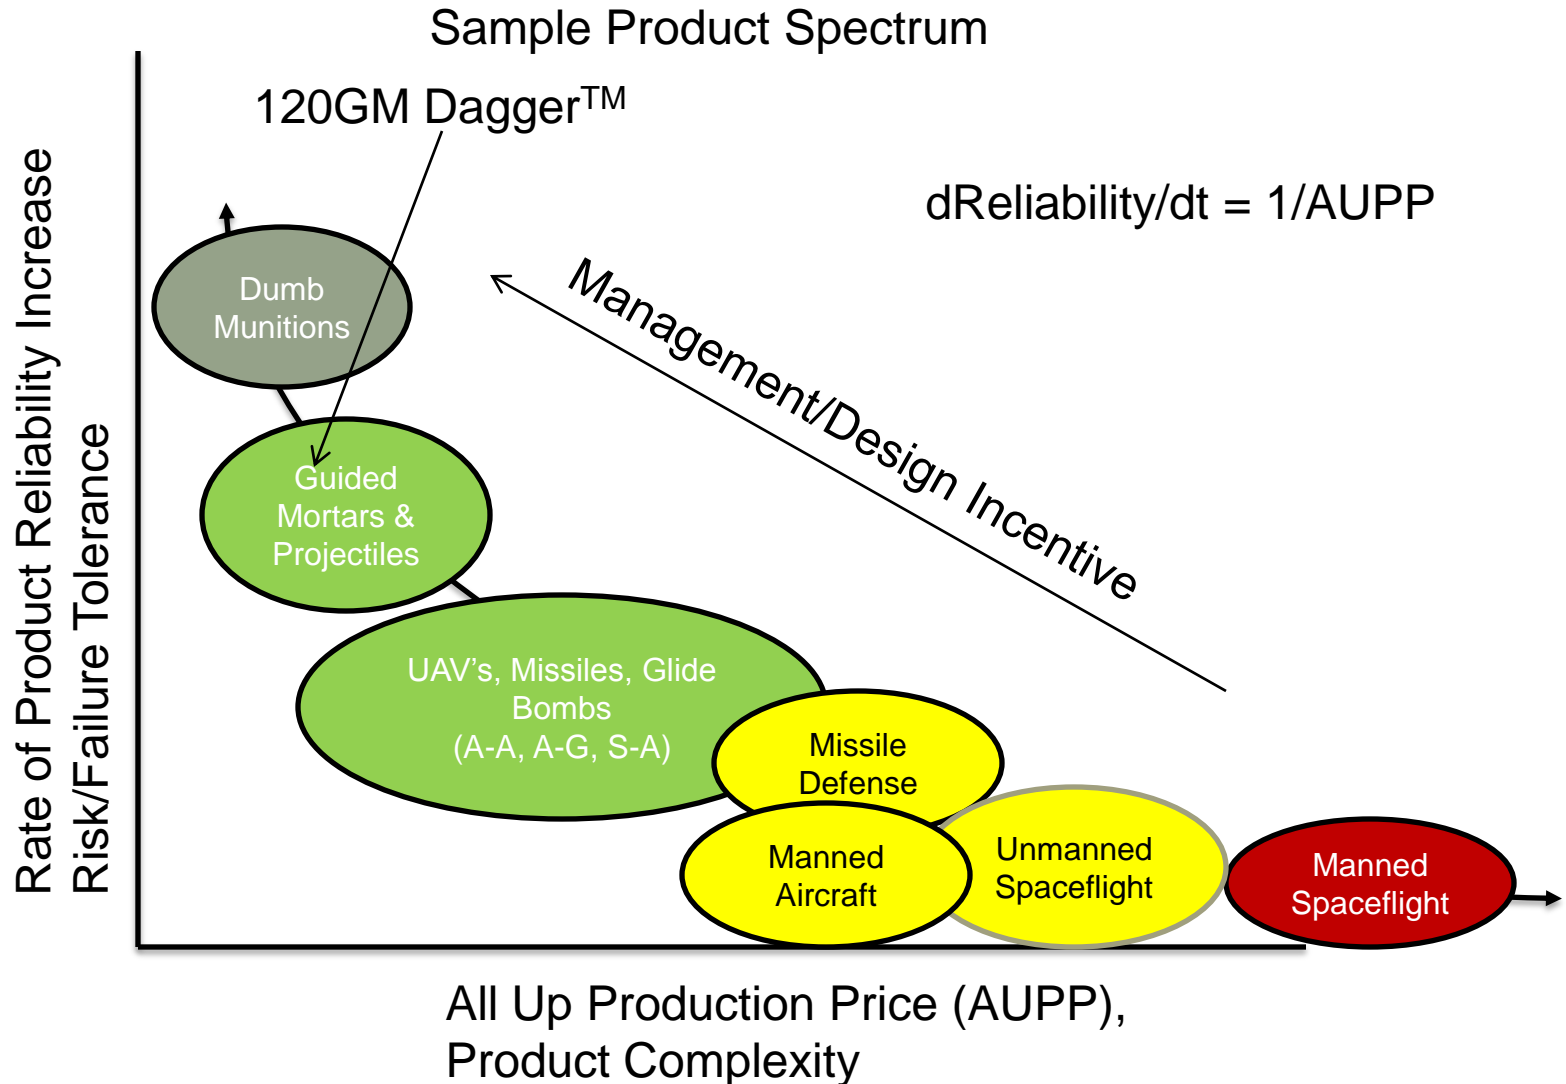 Sample Product Spectrum
120GM Dagger™
dReliability/dt = 1/AUPP
Management/Design Incentive
Rate of Product Reliability Increase
Risk/Failure Tolerance
Dumb
Munitions
Guided
Mortars &
Projectiles
UAV's, Missiles, Glide
Bombs
(A-A, A-G, S-A)
Missile
Defense
Manned
Aircraft
Unmanned
Spaceflight
Manned
Spaceflight
All Up Production Price (AUPP),
Product Complexity